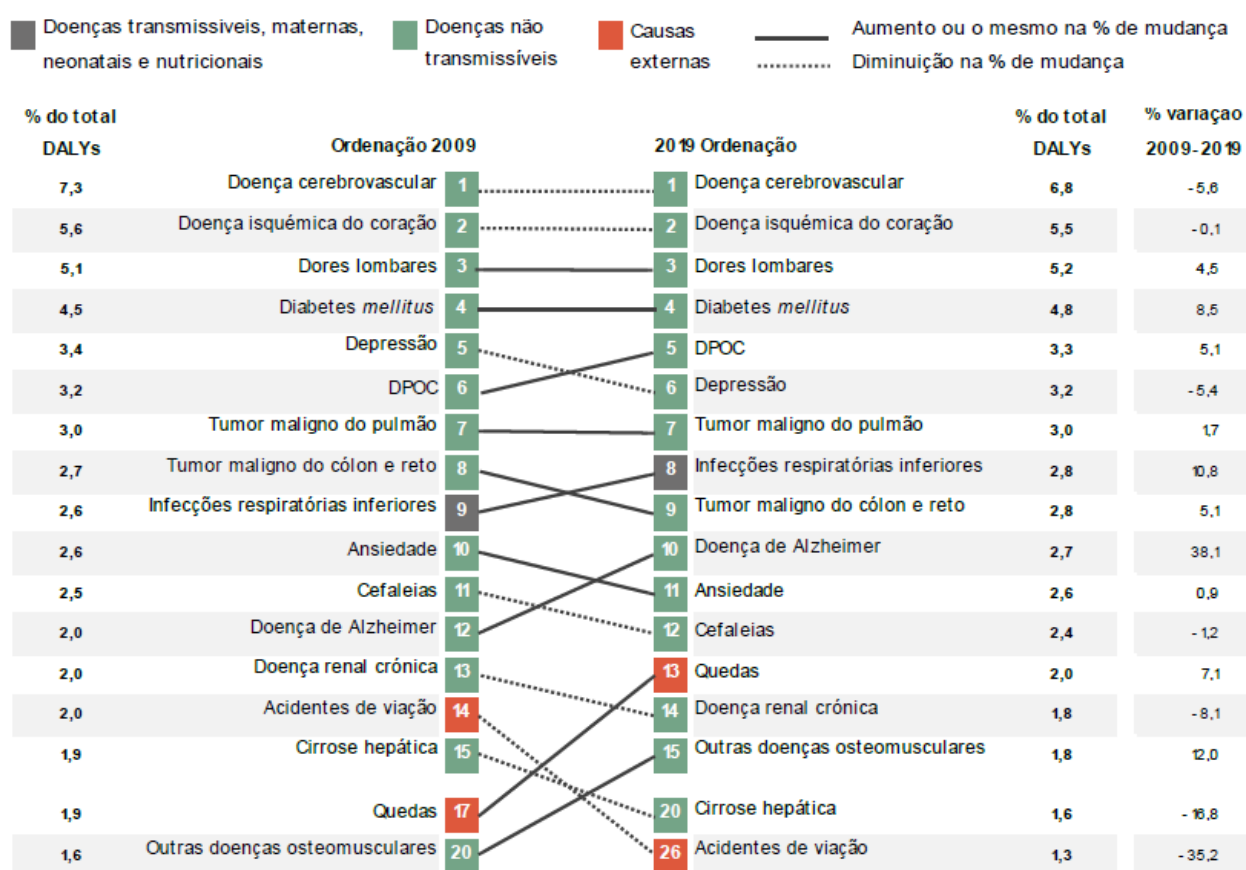 Doenças transmissiveis, maternas, neonatais e nutricionais
Doenças não transmissíveis
Causas externas
Aumento ou o mesmo na % de mudança
Diminuição na % de mudança
% do total DALYs Ordenação 2009 2019 Ordenação % do total DALYs % variação 2009-2019
7,3 Doença cerebrovascular 1 1 Doença cerebrovascular 6,8 -5,6
5,6 Doença isquémica do coração 2 2 Doença isquémica do coração 5,5 -0,1
5,1 Dores lombares 3 3 Dores lombares 5,2 4,5
4,5 Diabetes mellitus 4 4 Diabetes mellitus 4,8 8,5
3,4 Depressão 5 5 DPOC 3,3 5,1
3,2 DPOC 6 6 Depressão 3,2 -5,4
3,0 Tumor maligno do pulmão 7 7 Tumor maligno do pulmão 3,0 1,7
2,7 Tumor maligno do cólon e reto 8 8 Infecções respiratórias inferiores 2,8 10,8
2,6 Infecções respiratórias inferiores 9 9 Tumor maligno do cólon e reto 2,8 5,1
2,6 Ansiedade 10 10 Doença de Alzheimer 2,7 38,1
2,5 Cefaleias 11 11 Ansiedade 2,6 0,9
2,0 Doença de Alzheimer 12 12 Cefaleias 2,4 -1,2
2,0 Doença renal crónica 13 13 Quedas 2,0 7,1
2,0 Acidentes de viação 14 14 Doença renal crónica 1,8 -8,1
1,9 Cirrose hepática 15 15 Outras doenças osteomusculares 1,8 12,0
1,9 Quedas 17 20 Cirrose hepática 1,6 -16,8
1,6 Outras doenças osteomusculares 20 26 Acidentes de viação 1,3 -35,2